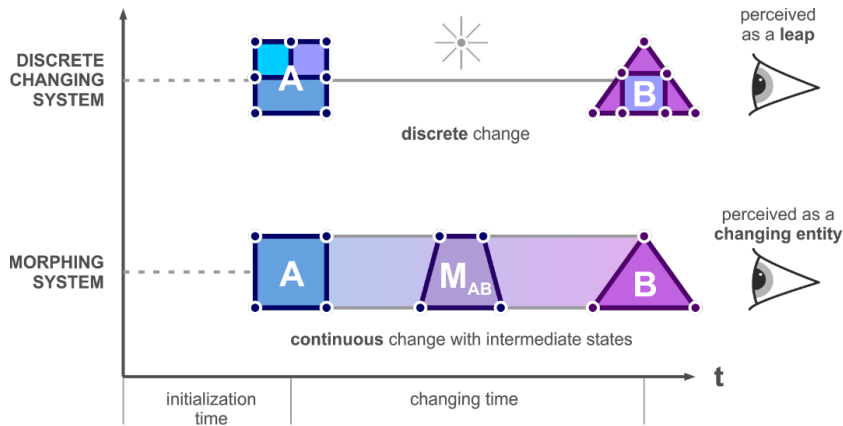 perceived
as a leap
DISCRETE
CHANGING
SYSTEM
A
B
discrete change
perceived as a
changing entity
MORPHING
SYSTEM
A
M AB
B
continuous change with intermediate states
t
initialization
time
changing time